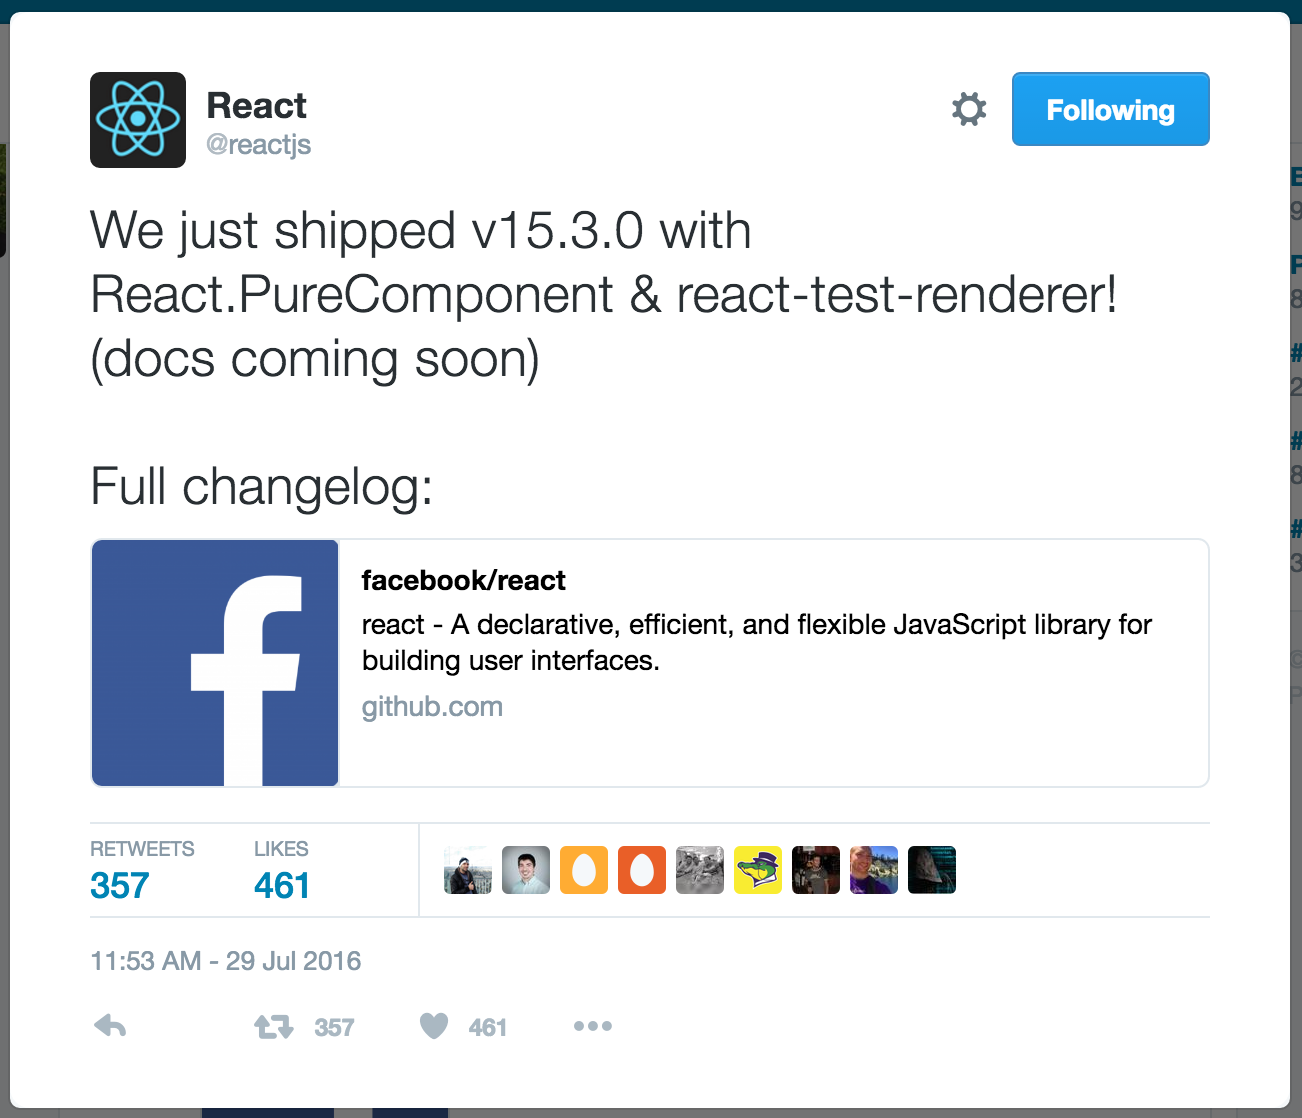 React
@reactjs
Following
We just shipped v15.3.0 with
React.PureComponent & react-test-renderer!
(docs coming soon)
Full changelog:
facebook/react
react - A declarative, efficient, and flexible JavaScript library for
building user interfaces.
github.com
RETWEETS
LIKES
357
461
11:53 AM - 29 Jul 2016
357
461